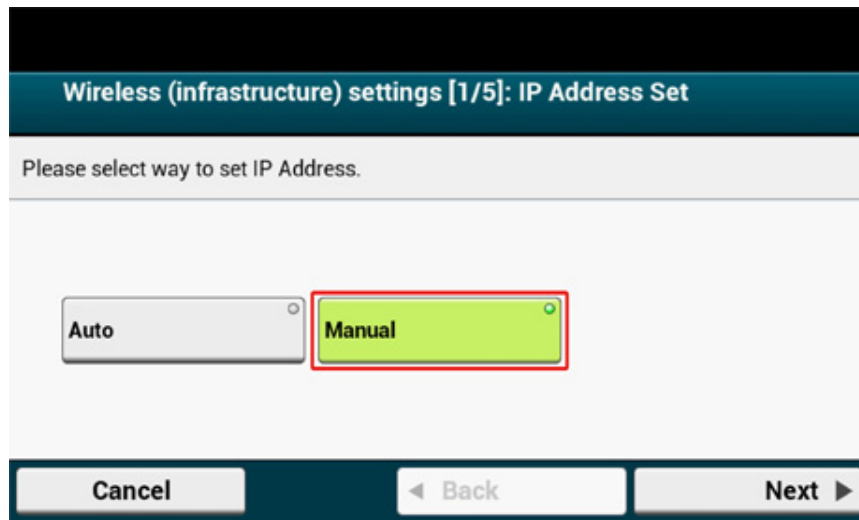 Wireless (infrastructure) settings [1/5]: IP Address Set
Please select way to set IP Address.
Auto
Manual
Cancel
Back
Next